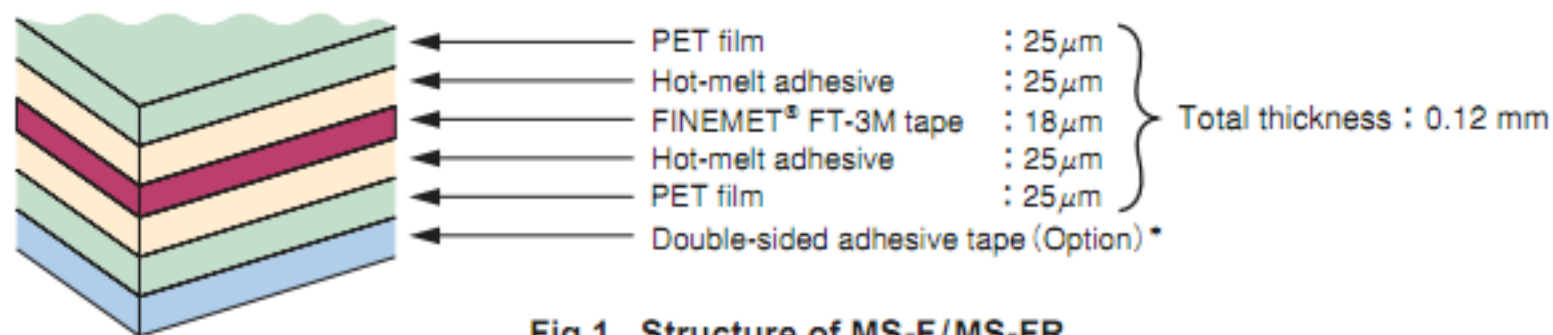 PET film : 25μm
Hot-melt adhesive : 25μm
FINEMET® FT-3M tape : 18μm
Total thickness : 0.12 mm
Hot-melt adhesive : 25μm
PET film : 25μm
Double-sided adhesive tape (Option) *
Fig.1 Structure of MS-F/MS-FR